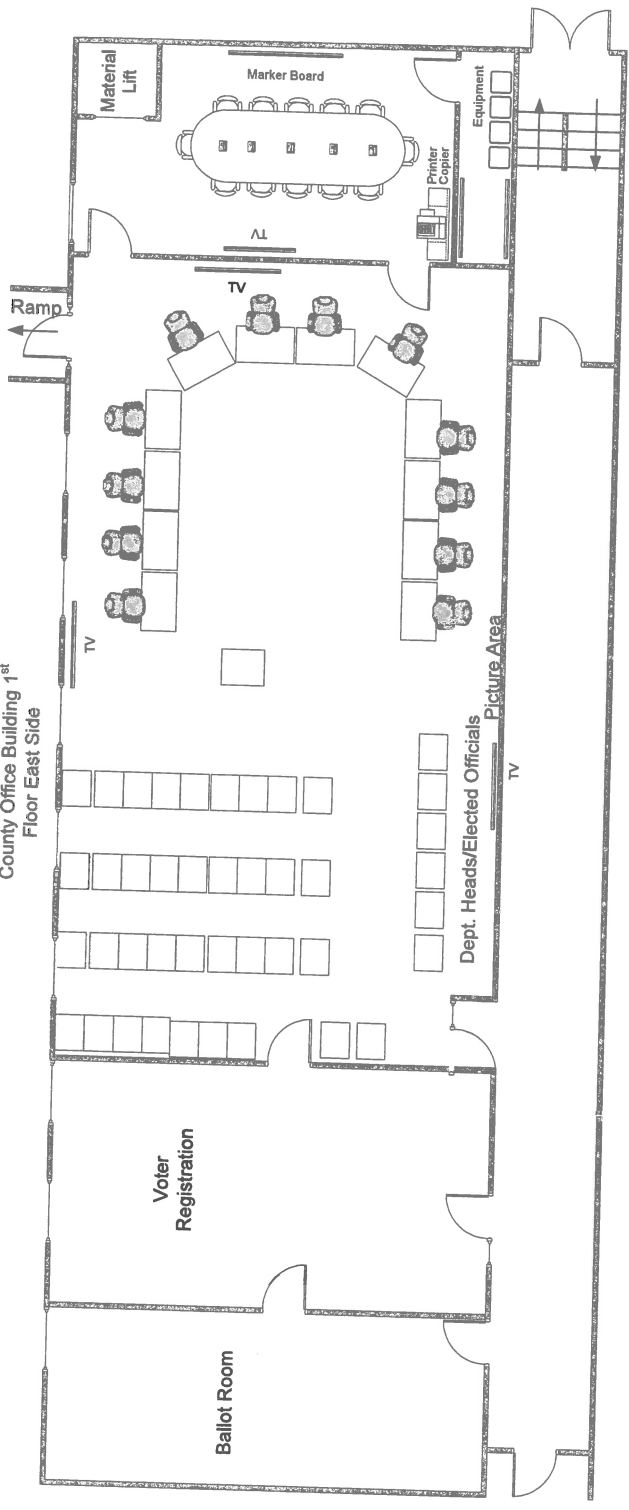 Material
Lift
Marker Board
Equipment
Printer
Copier
TV
TV
Ramp
County Office Building 1st
Floor East Side
TV
Picture Area
Dept. Heads/Elected Officials
TV
Voter
Registration
Ballot Room